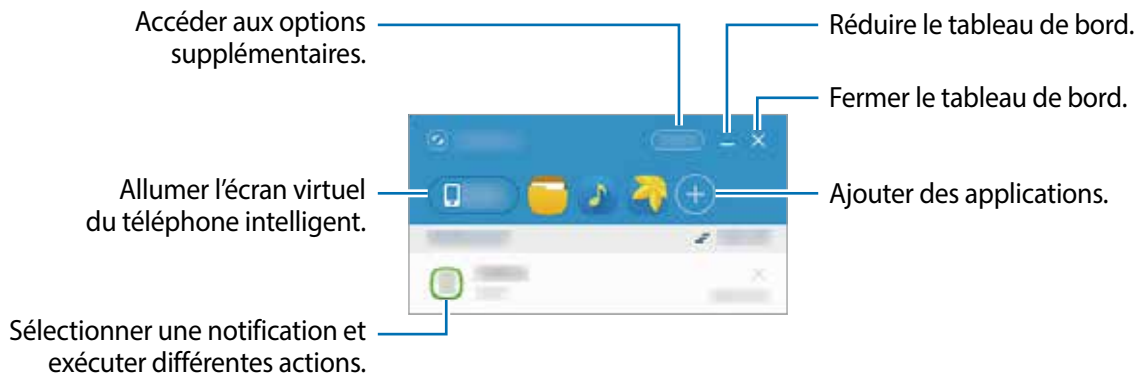 Accéder aux options
supplémentaires.
Réduire le tableau de bord.
Fermer le tableau de bord.
Allumer l'écran virtuel
du téléphone intelligent.
Ajouter des applications.
Sélectionner une notification et
exécuter différentes actions.